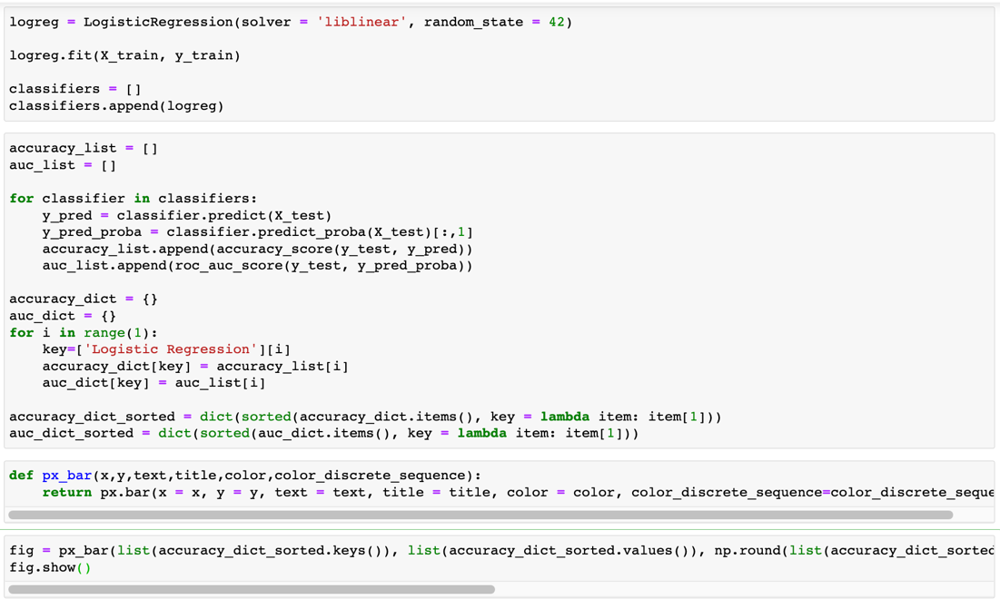 logreg = LogisticRegression(solver = 'liblinear', random_state = 42)
logreg.fit(X_train, y_train)
classifiers = []
classifiers.append(logreg)
accuracy_list = []
auc_list = []
for classifier in classifiers:
    y_pred = classifier.predict(X_test)
    y_pred_proba = classifier.predict_proba(X_test)[:,1]
    accuracy_list.append(accuracy_score(y_test, y_pred))
    auc_list.append(roc_auc_score(y_test, y_pred_proba))
accuracy_dict = {}
auc_dict = {}
for i in range(1):
    key=['Logistic Regression'][i]
    accuracy_dict[key] = accuracy_list[i]
    auc_dict[key] = auc_list[i]
accuracy_dict_sorted = dict(sorted(accuracy_dict.items(), key = lambda item: item[1]))
auc_dict_sorted = dict(sorted(auc_dict.items(), key = lambda item: item[1]))
def px_bar(x,y,text,title,color,color_discrete_sequence):
    return px.bar(x = x, y = y, text = text, title = title, color = color, color_discrete_sequence=color_discrete_seque
fig = px_bar(list(accuracy_dict_sorted.keys()), list(accuracy_dict_sorted.values()), np.round(list(accuracy_dict_sorted
fig.show()